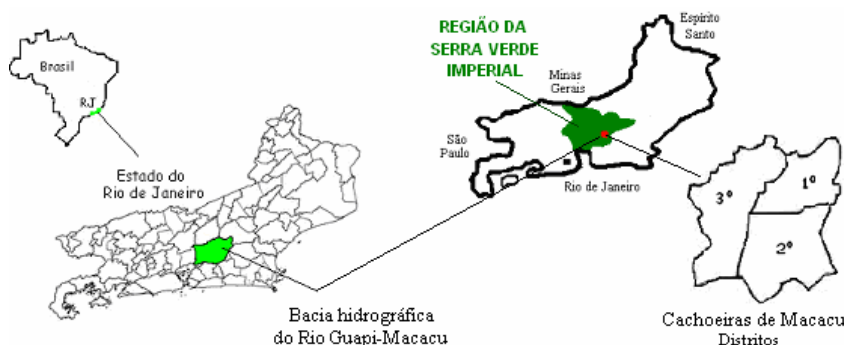 Brasil
RJ
Estado do
Rio de Janeiro
Bacia hidrográfica
do Rio Guapi-Macacu
REGIÃO DA
SERRA VERDE
IMPERIAL
Espírito
Santo
Minas
Gerais
São
Paulo
Rio de Janeiro
3º
1º
2º
Cachoeiras de Macacu
Distritos